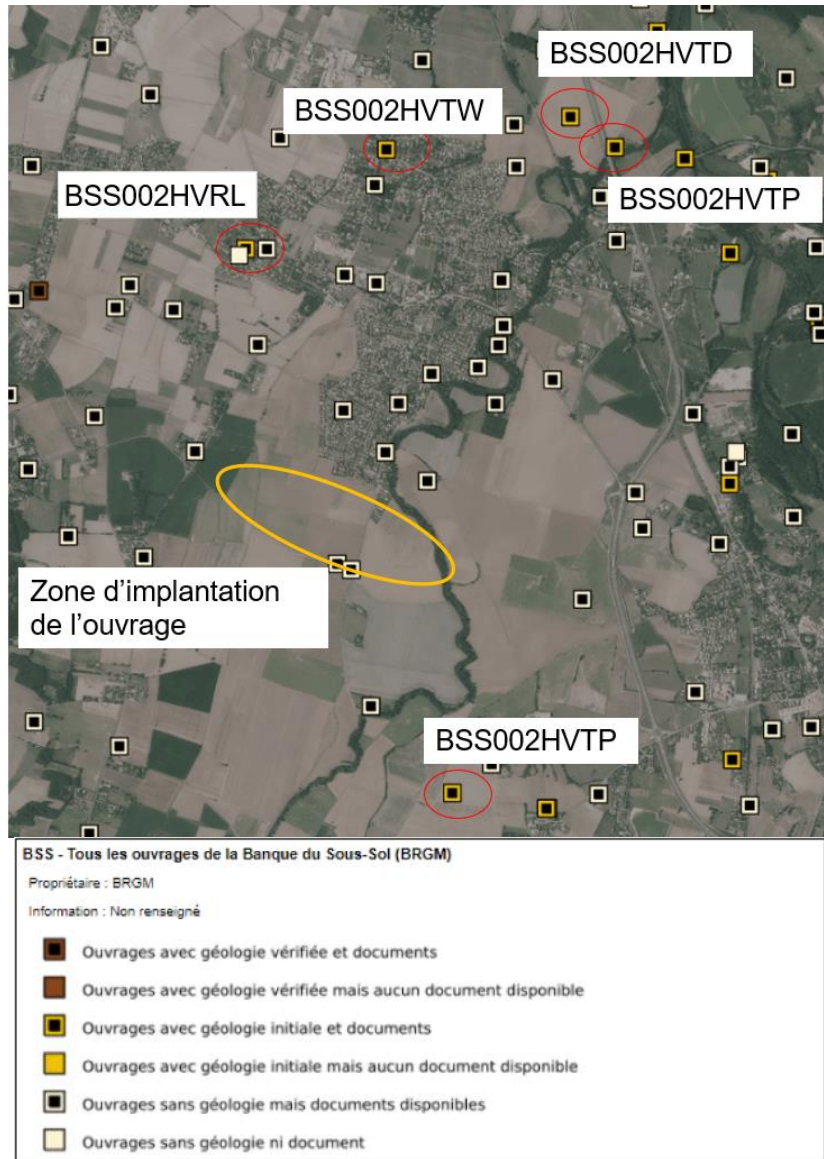 BSS002HVTD
BSS002HVTW
BSS002HVRL
BSS002HVTP
Zone d'implantation
de l'ouvrage
BSS002HVTP
BSS - Tous les ouvrages de la Banque du Sous-Sol (BRGM)
Propriétaire : BRGM
Information : Non renseigné
Ouvrages avec géologie vérifiée et documents
Ouvrages avec géologie vérifiée mais aucun document disponible
Ouvrages avec géologie initiale et documents
Ouvrages avec géologie initiale mais aucun document disponible
Ouvrages sans géologie mais documents disponibles
Ouvrages sans géologie ni document